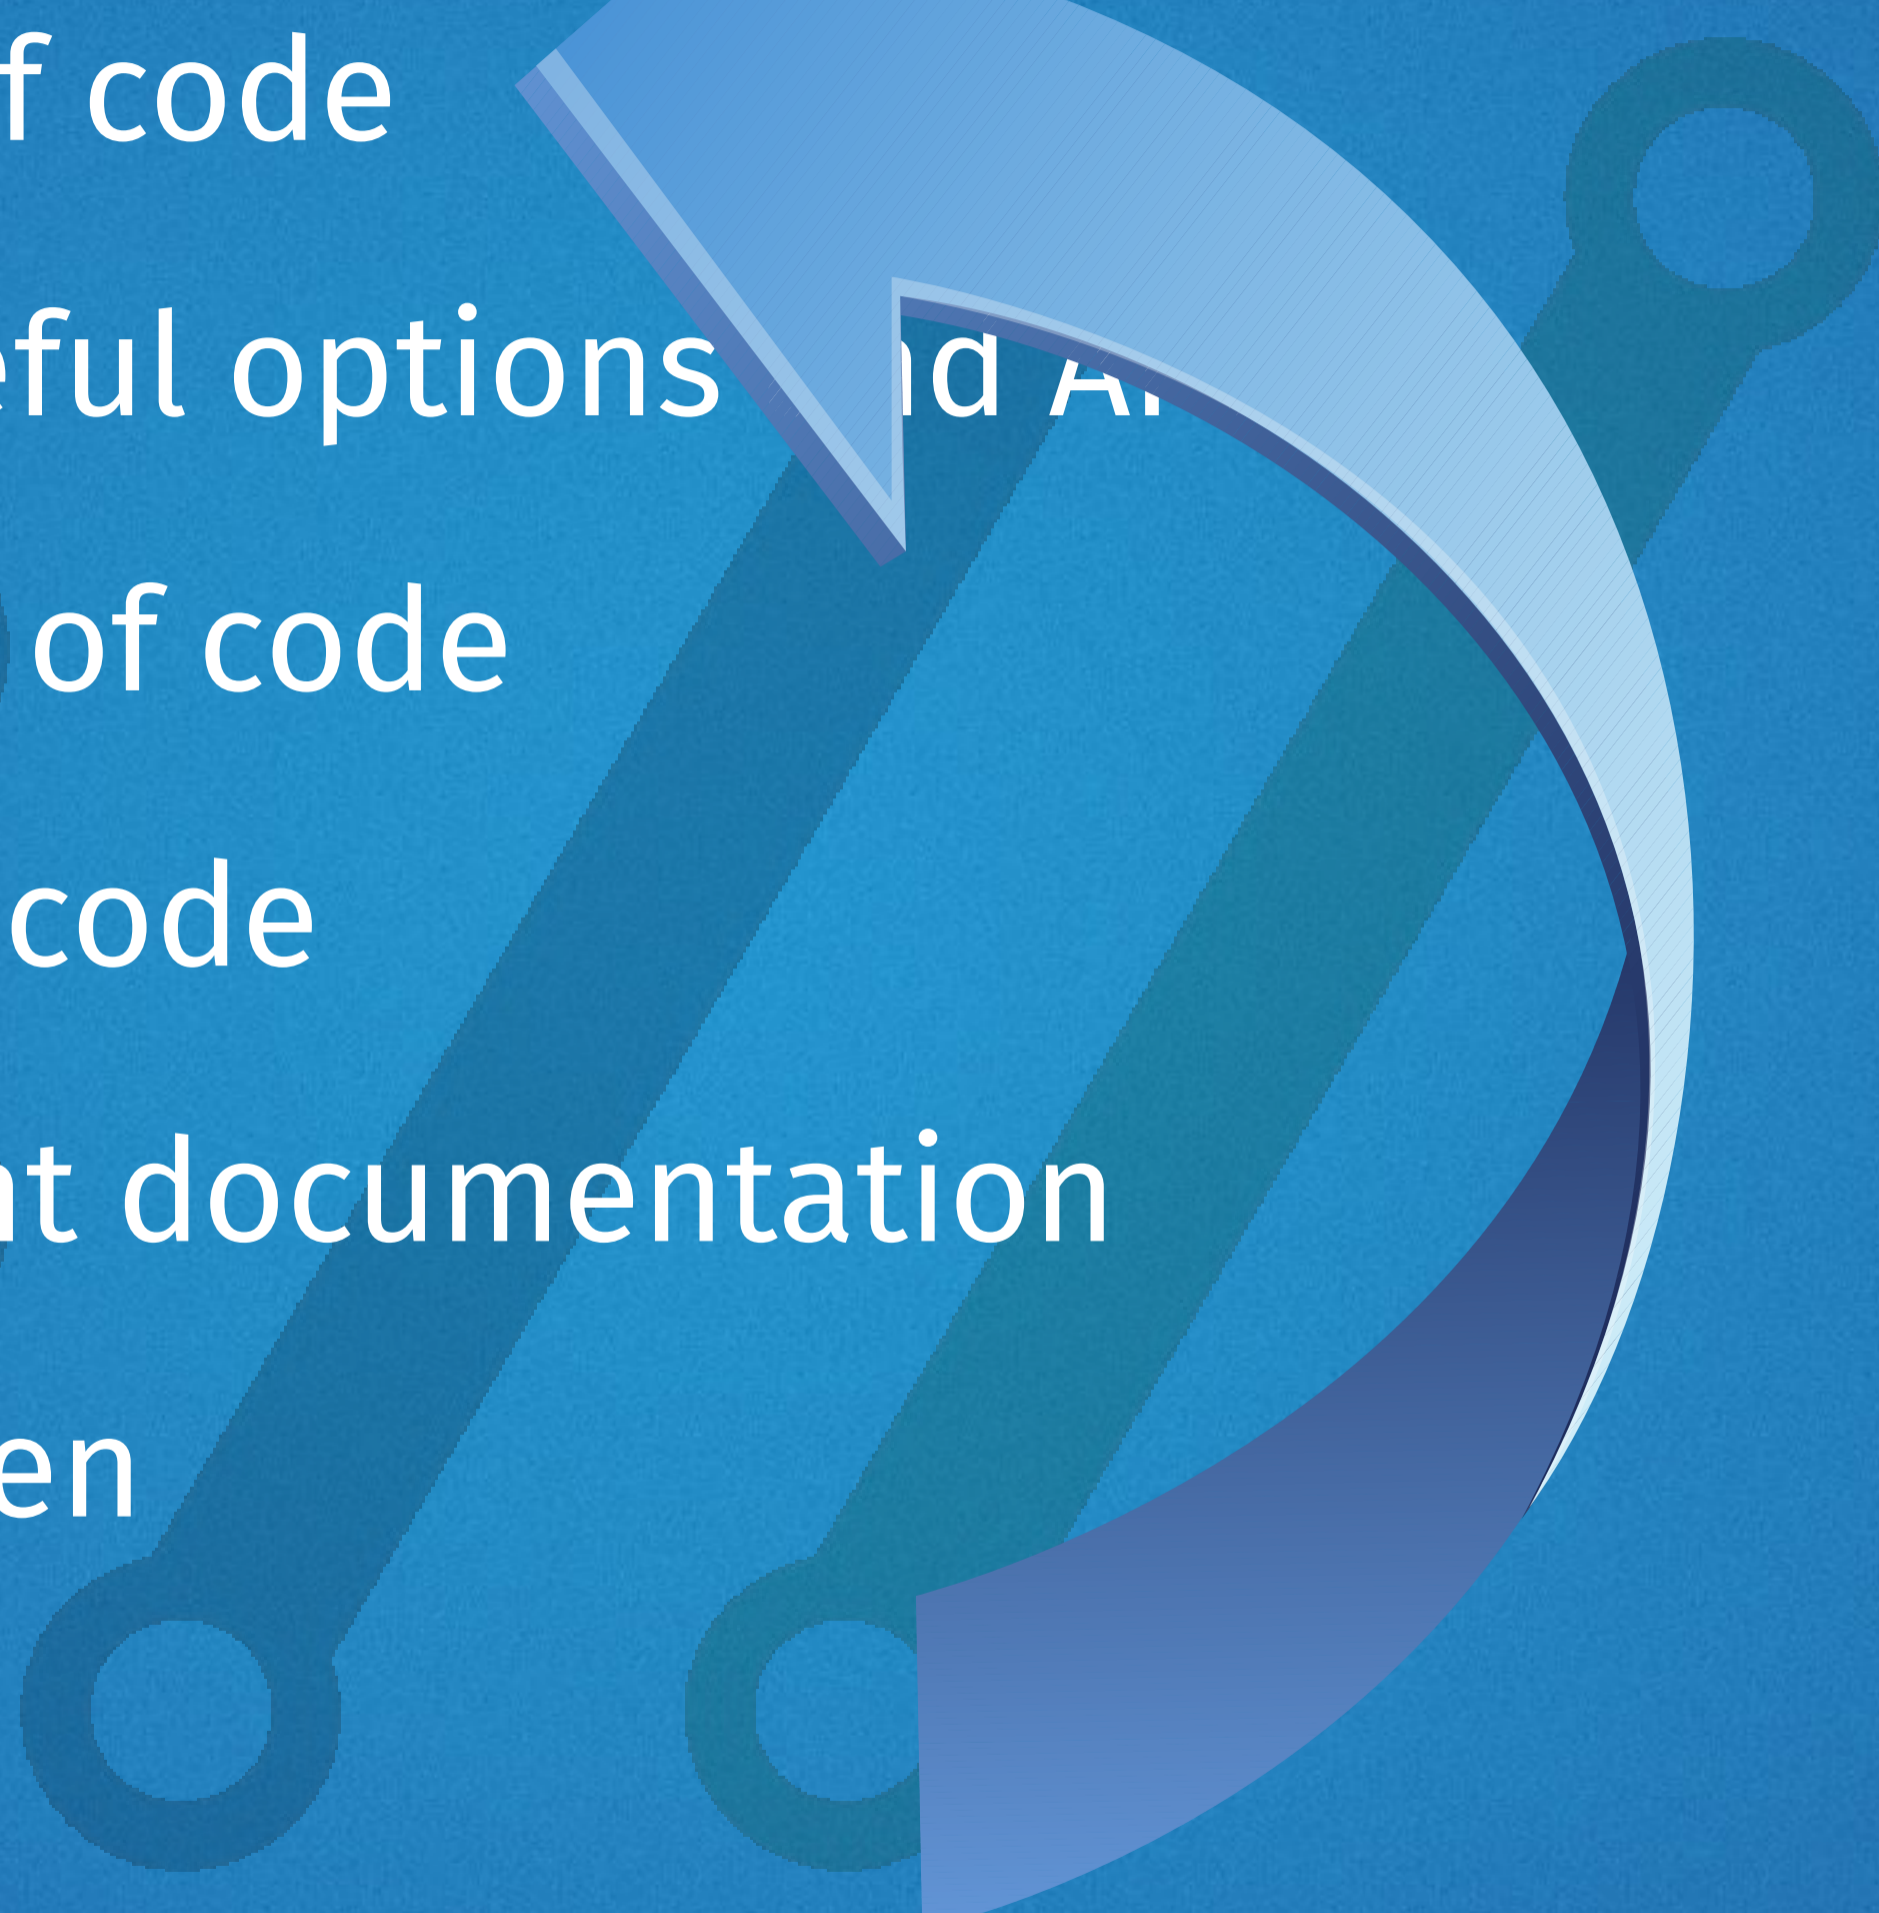 f code
eful options
of code
code
nt documentation
en